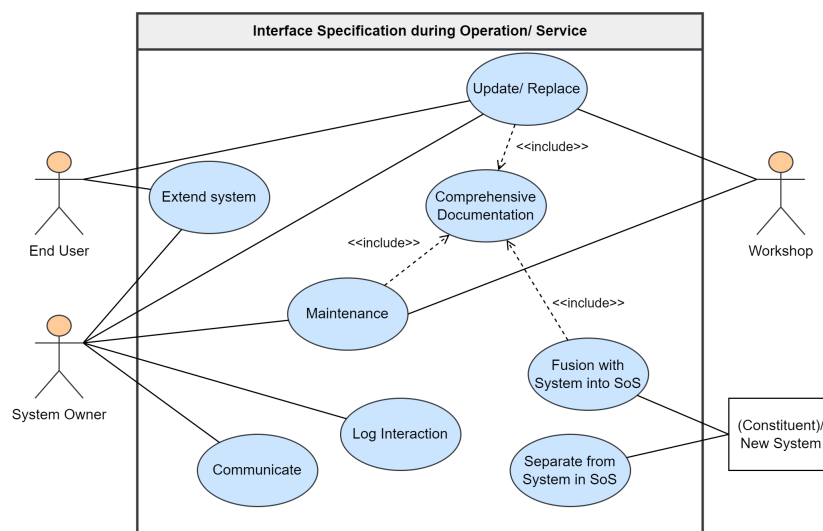 Interface Specification during Operation/ Service
Update/ Replace
<<include>>
Extend system
Comprehensive
Documentation
End User
Workshop
<<include>>
<<include>>
Maintenance
Fusion with
System into SoS
System Owner
Log Interaction
(Constituent)/
New System
Communicate
Separate from
System in SoS